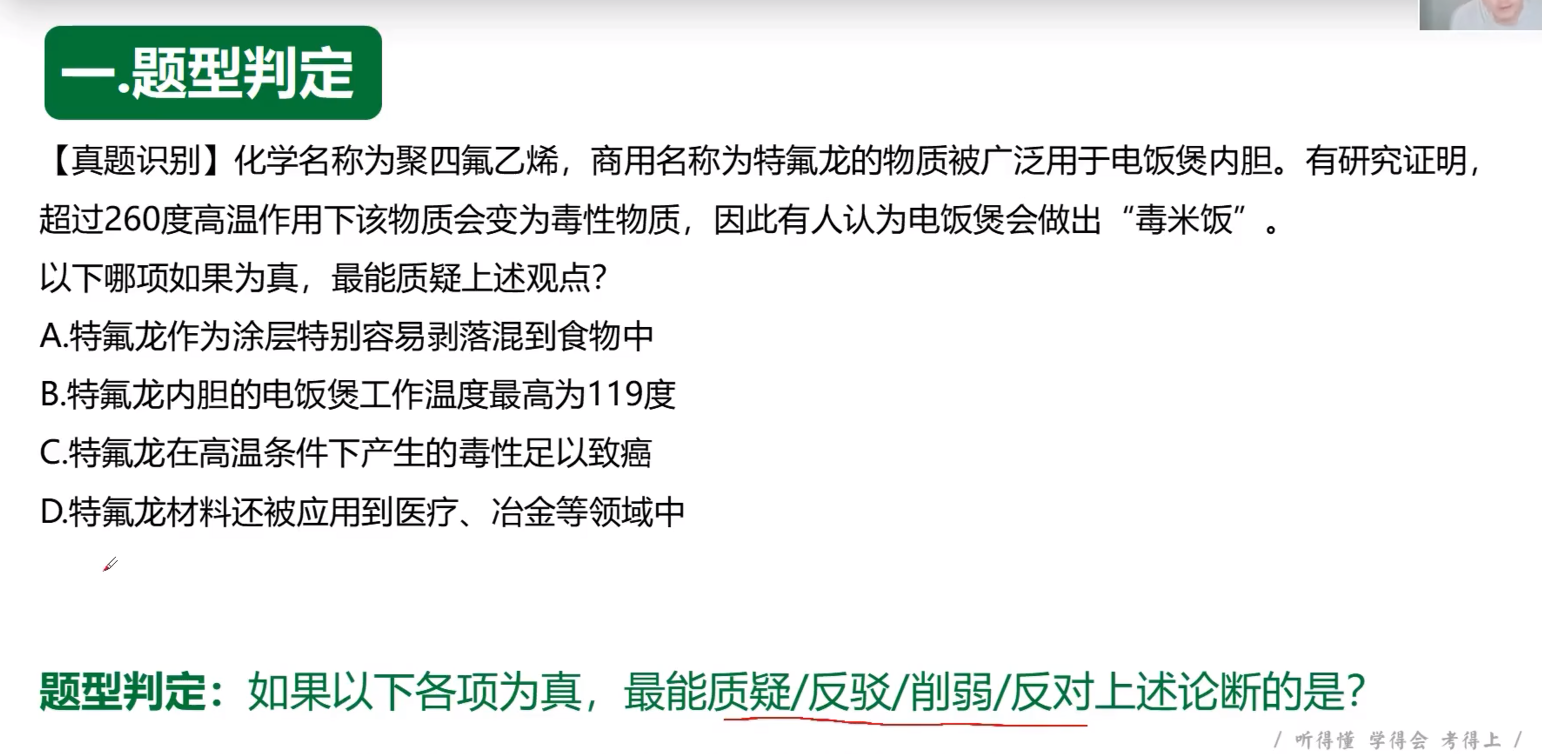 一.题型判定
【真题识别】化学名称为聚四氟乙烯，商用名称为特氟龙的物质被广泛用于电饭煲内胆。有研究证明，
超过260度高温作用下该物质会变为毒性物质，因此有人认为电饭煲会做出“毒米饭”。
以下哪项如果为真，最能质疑上述观点？
A.特氟龙作为涂层特别容易剥落混到食物中
B.特氟龙内胆的电饭煲工作温度最高为119度
C.特氟龙在高温条件下产生的毒性足以致癌
D.特氟龙材料还被应用到医疗、冶金等领域中
题型判定：如果以下各项为真，最能质疑/反驳/削弱/反对上述论断的是？
/ 听得懂 学得会 考得上 /